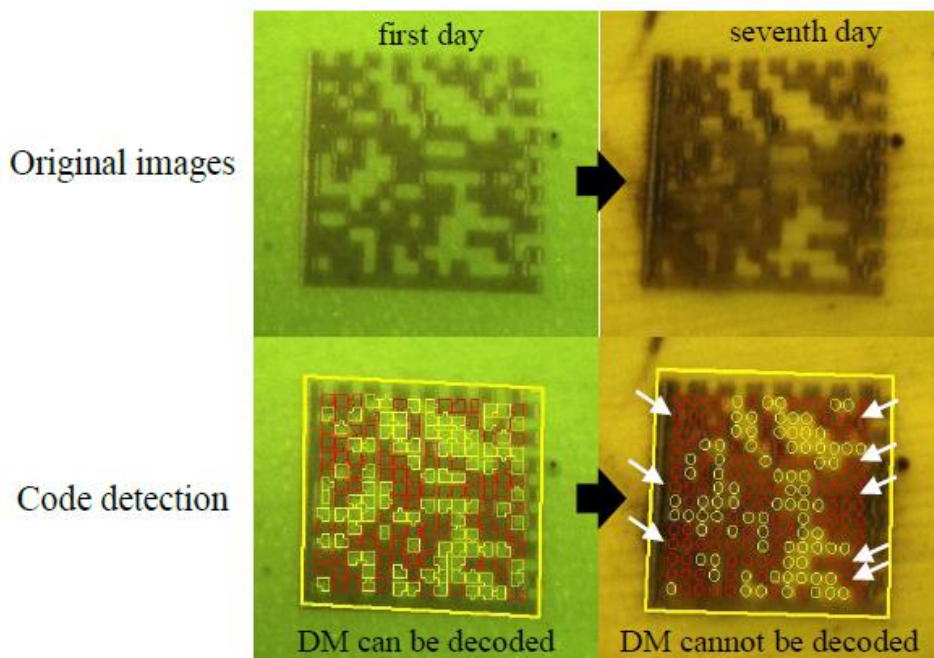 first day
seventh day
Original images
Code detection
DM can be decoded
DM cannot be decoded